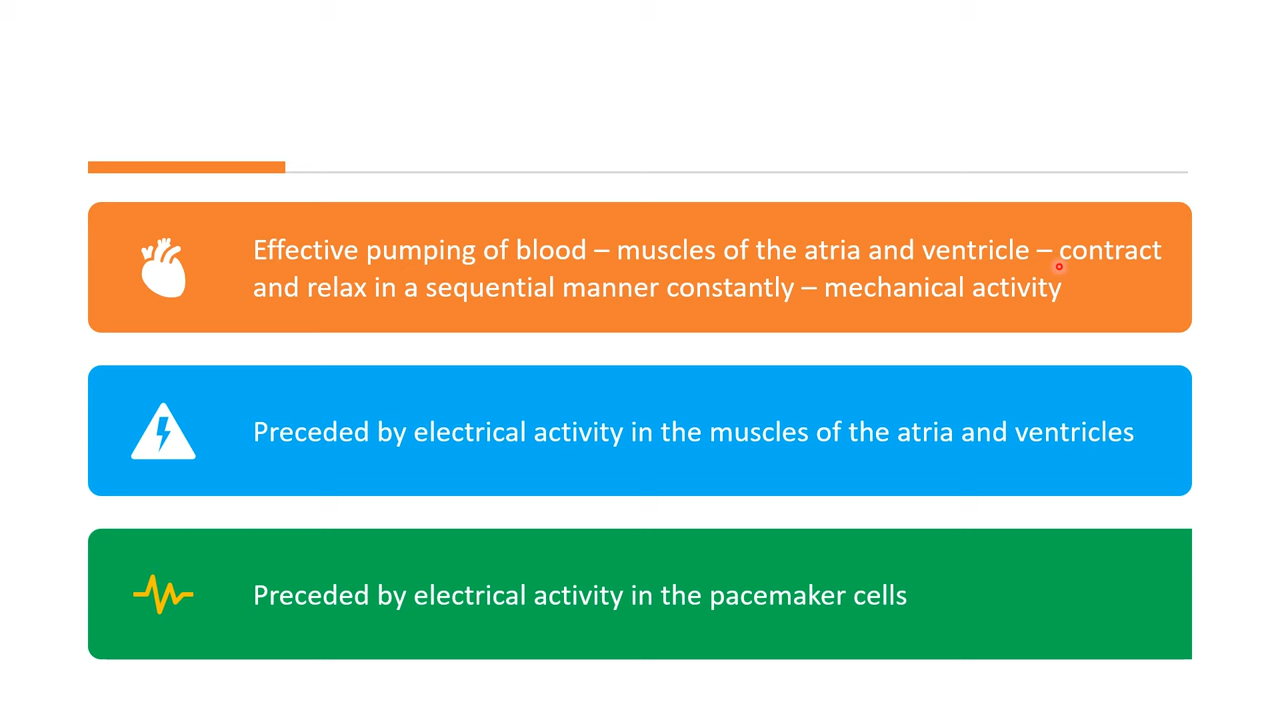 Effective pumping of blood – muscles of the atria and ventricle – contract
and relax in a sequential manner constantly – mechanical activity
Preceded by electrical activity in the muscles of the atria and ventricles
Preceded by electrical activity in the pacemaker cells